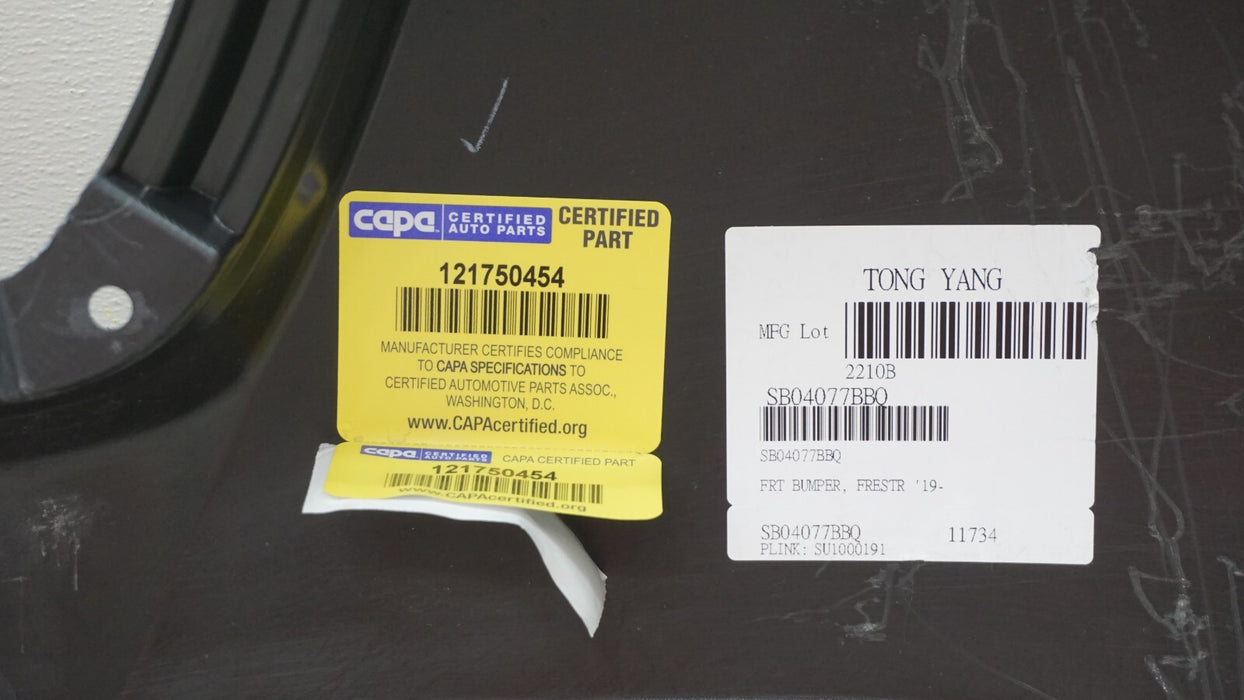 capa CERTIFIED AUTO PARTS
CERTIFIED PART
121750454
MANUFACTURER CERTIFIES COMPLIANCE
TO CAPA SPECIFICATIONS TO
CERTIFIED AUTOMOTIVE PARTS ASSOC.,
WASHINGTON, D.C.
www.CAPAcertified.org
capa CERTIFIED AUTO PARTS CAPA CERTIFIED PART
121750454
www.CAPAcertified.org
TONG YANG
MFG Lot
2210B
SB04077BBQ
SB04077BBQ
FRT BUMPER, FRESTR '19-
SB04077BBQ 11734
PLINK: SU1000191